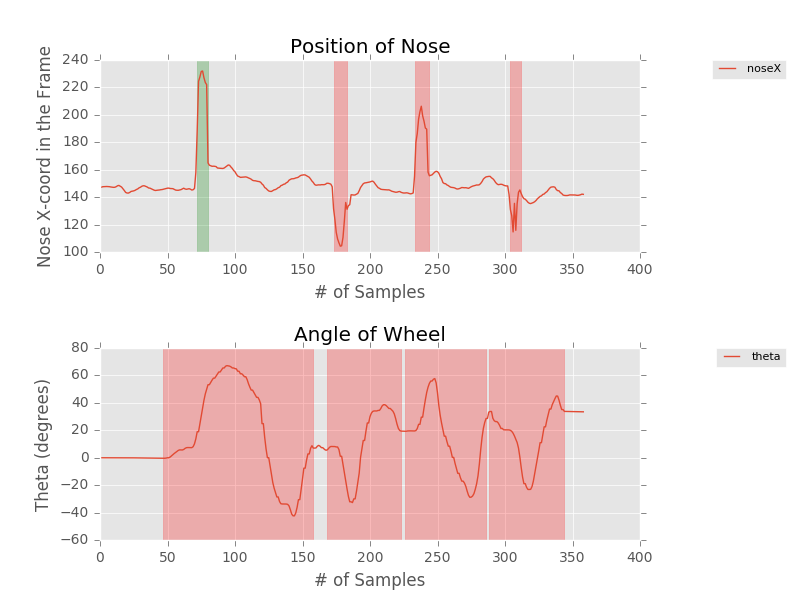 Position of Nose
Nose X-coord in the Frame
240
220
200
180
160
140
120
100
0 50 100 150 200 250 300 350 400
# of Samples
noseX
Angle of Wheel
Theta (degrees)
80
60
40
20
0
−20
−40
−60
0 50 100 150 200 250 300 350 400
# of Samples
theta